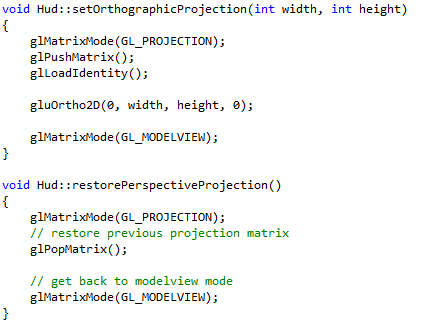 void Hud::setOrthographicProjection(int width, int height)
{
    glMatrixMode(GL_PROJECTION);
    glPushMatrix();
    glLoadIdentity();

    gluOrtho2D(0, width, height, 0);

    glMatrixMode(GL_MODELVIEW);
}

void Hud::restorePerspectiveProjection()
{
    glMatrixMode(GL_PROJECTION);
    // restore previous projection matrix
    glPopMatrix();

    // get back to modelview mode
    glMatrixMode(GL_MODELVIEW);
}